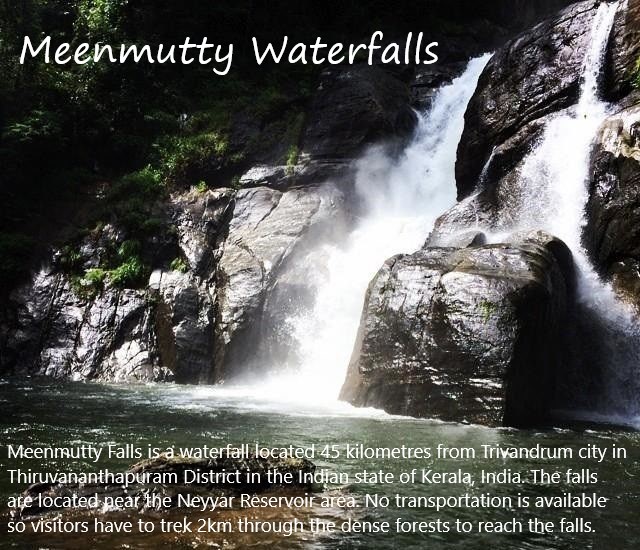 Meenmutty Waterfalls
Meenmutty Falls is a waterfall located 45 kilometres from Trivandrum city in
Thiruvananthapuram District in the Indian state of Kerala, India. The falls
are located near the Neyyar Reservoir area. No transportation is available
so visitors have to trek 2km through the dense forests to reach the falls.